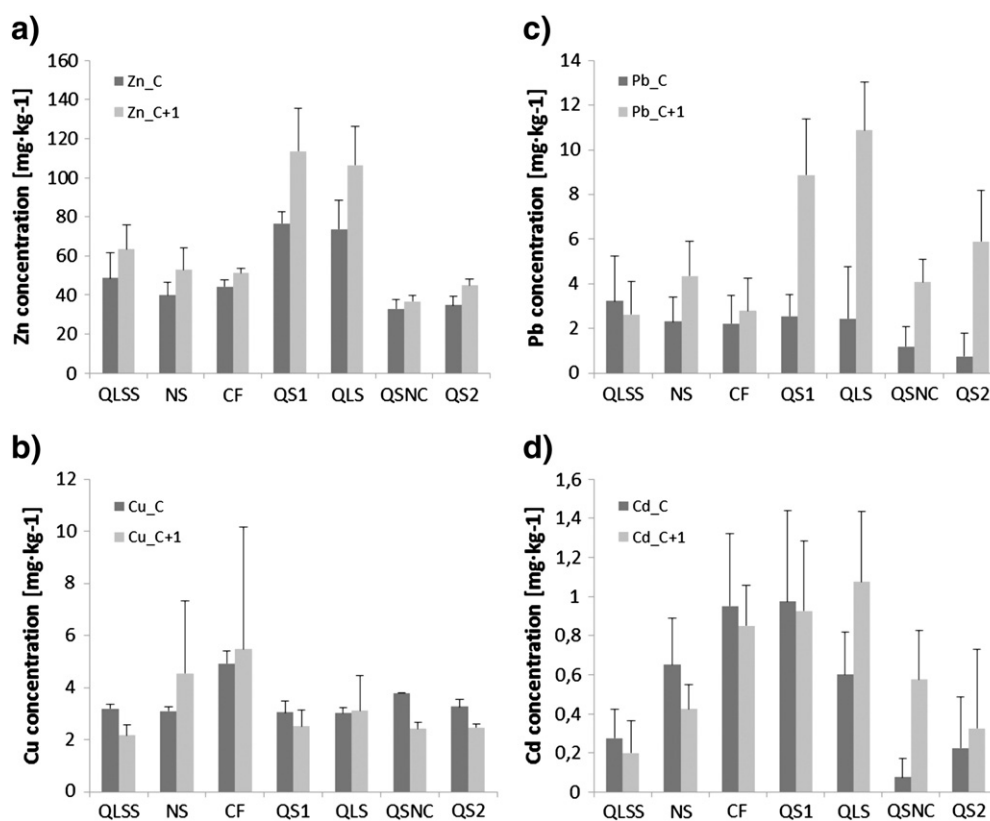 a)
Zn concentration [mg·kg-1]
160
140
120
100
80
60
40
20
0
Zn_C
Zn_C+1
QLSS NS CF QS1 QLS QSNC QS2
c)
Pb concentration [mg·kg-1]
14
12
10
8
6
4
2
0
Pb_C
Pb_C+1
QLSS NS CF QS1 QLS QSNC QS2
b)
Cu concentration [mg·kg-1]
12
10
8
6
4
2
0
Cu_C
Cu_C+1
QLSS NS CF QS1 QLS QSNC QS2
d)
Cd concentration [mg·kg-1]
1,6
1,4
1,2
1
0,8
0,6
0,4
0,2
0
Cd_C
Cd_C+1
QLSS NS CF QS1 QLS QSNC QS2